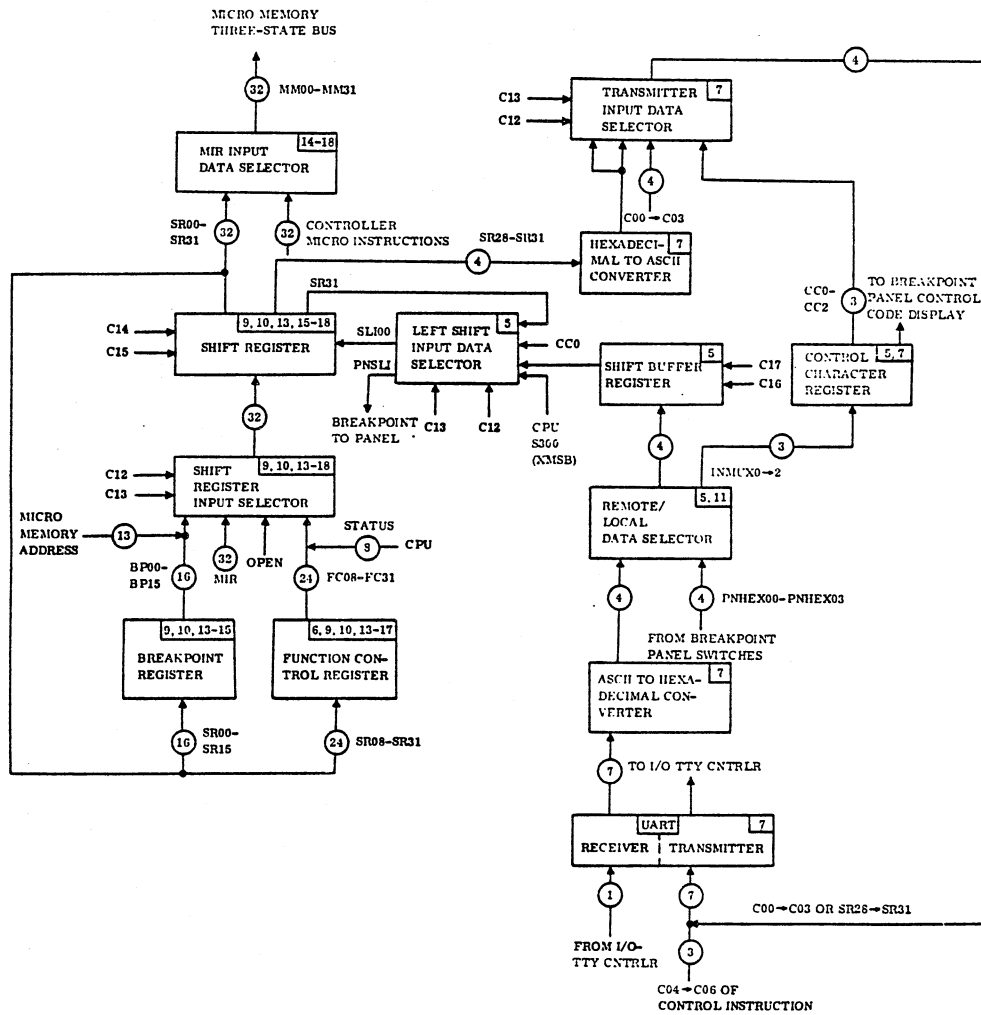 MICRO MEMORY
THREE-STATE BUS
32
MM00-MM31
14-18
MIR INPUT
DATA SELECTOR
SR00-
SR31
32
32
CONTROLLER
MICRO INSTRUCTIONS
4
C13
C12
7
TRANSMITTER
INPUT DATA
SELECTOR
4
C00→C03
SR28-SR31
4
7
HEXADECI-
MAL TO ASCII
CONVERTER
SR31
CC0-
CC2
3
TO BREAKPOINT
PANEL CONTROL
CODE DISPLAY
C14
C15
9, 10, 13, 15-18
SHIFT REGISTER
SLI00
PNSLI
5
LEFT SHIFT
INPUT DATA
SELECTOR
CC0
BREAKPOINT
TO PANEL
C13
C12
CPU
S300
(XMSB)
5
SHIFT BUFFER
REGISTER
C17
C16
5, 7
CONTROL
CHARACTER
REGISTER
32
4
3
INMUX0→2
C12
C13
9, 10, 13-18
SHIFT
REGISTER
INPUT SELECTOR
5, 11
REMOTE/
LOCAL
DATA SELECTOR
MICRO
MEMORY
ADDRESS
13
BP00-
BP15
16
32
MIR
OPEN
STATUS
9
CPU
24
FC08-FC31
4
4
PNHEX00-PNHEX03
FROM BREAKPOINT
PANEL SWITCHES
9, 10, 13-15
BREAKPOINT
REGISTER
6, 9, 10, 13-17
FUNCTION CON-
TROL REGISTER
7
ASCII TO HEXA-
DECIMAL CON-
VERTER
16
SR00-
SR15
24
SR08-SR31
7
TO I/O TTY CNTRLR
UART
7
RECEIVER
TRANSMITTER
1
7
C00→C03 OR SR28→SR31
FROM I/O-
TTY CNTRLR
3
C04→C06 OF
CONTROL INSTRUCTION